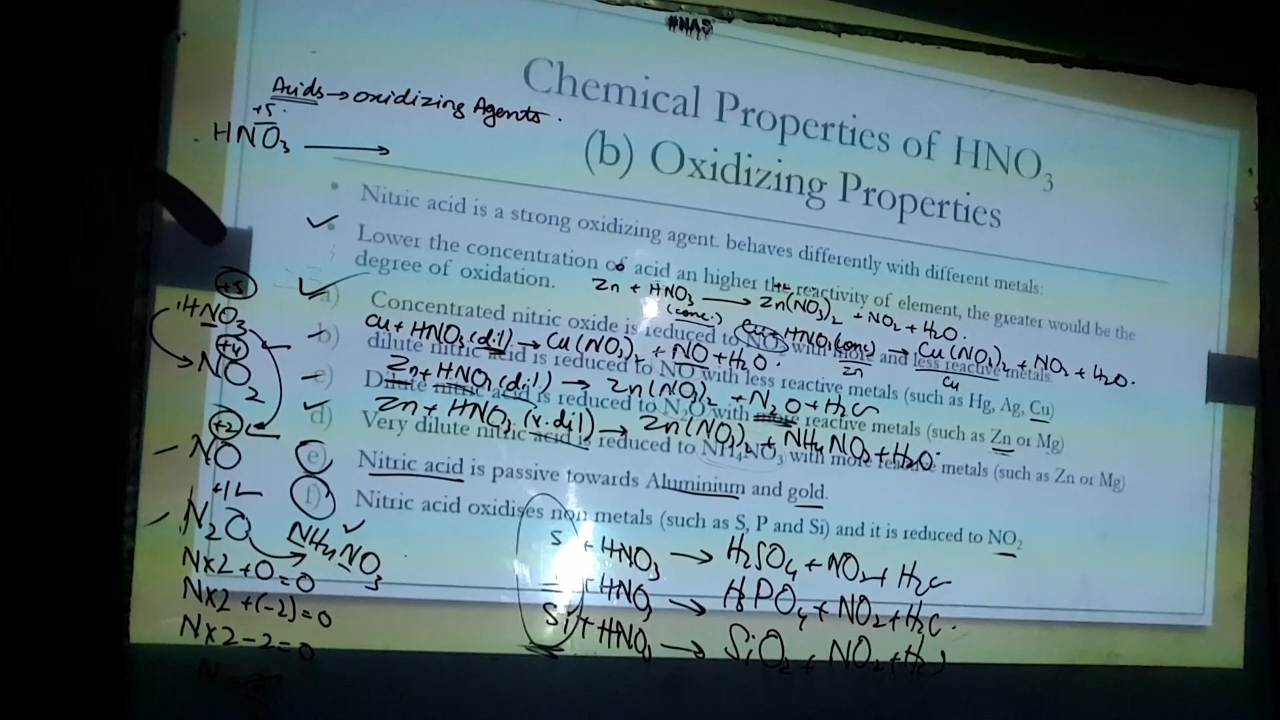 #NAS
Chemical Properties of HNO3
(b) Oxidizing Properties
Acids → oxidizing Agents.
+5
HNO3 →
Nitric acid is a strong oxidizing agent. behaves differently with different metals:
Lower the concentration of acid an higher the reactivity of element, the greater would be the
degree of oxidation.
Zn + HNO3 (conc.) → Zn(NO3)2 + NO2 + H2O.
a) Concentrated nitric oxide is reduced to NO2 with more and less reactive metals
Zn
Cu
Cu + HNO3 (conc) → Cu(NO3)2 + NO2 + H2O.
Cu + HNO3 (dil) → Cu(NO3)2 + NO + H2O.
b) dilute nitric acid is reduced to NO with less reactive metals (such as Hg, Ag, Cu)
Zn + HNO3 (dil) → Zn(NO3)2 + N2O + H2O
c) Dilute nitric acid is reduced to N2O with more reactive metals (such as Zn or Mg)
Zn + HNO3 (v.dil) → Zn(NO3)2 + NH4NO3 + H2O.
d) Very dilute nitric acid is reduced to NH4NO3 with more reactive metals (such as Zn or Mg)
e) Nitric acid is passive towards Aluminium and gold.
f) Nitric acid oxidises non metals (such as S, P and Si) and it is reduced to NO2
S + HNO3 → H2SO4 + NO2 + H2O
+ HNO3 → H3PO4 + NO2 + H2O.
Si + HNO3 → SiO2 + NO2 + H2O
+5
HNO3
+4
NO2
+2
NO
+1
N2O
NH4NO3
N×2+O=0
N×2+(-2)=0
N×2-2=0